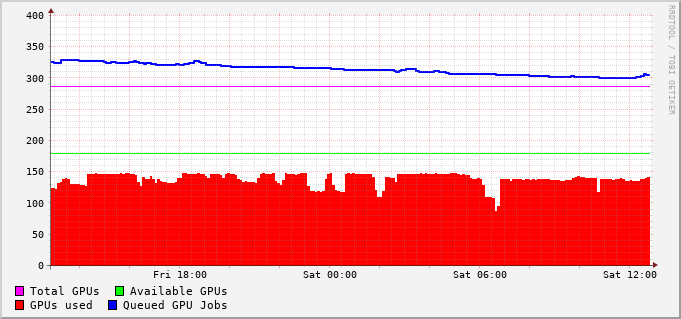 400
350
300
250
200
150
100
50
0
Fri 18:00 Sat 00:00 Sat 06:00 Sat 12:00
Total GPUs Available GPUs
GPUs used Queued GPU Jobs
RRDTOOL / TOBI OETIKER